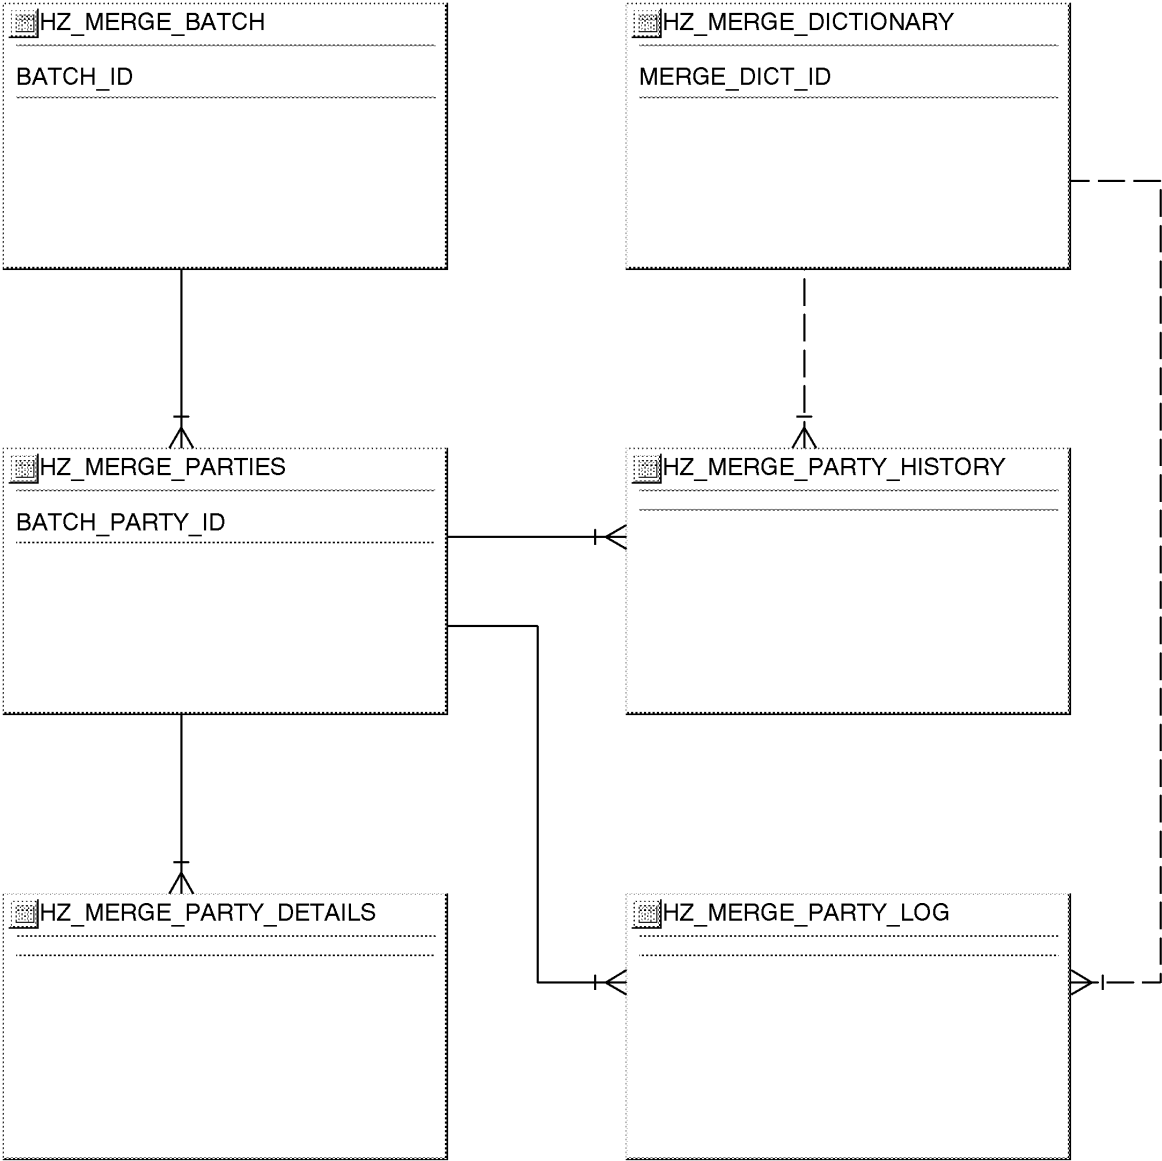 HZ_MERGE_BATCH
BATCH_ID
HZ_MERGE_DICTIONARY
MERGE_DICT_ID
HZ_MERGE_PARTIES
BATCH_PARTY_ID
HZ_MERGE_PARTY_HISTORY
HZ_MERGE_PARTY_DETAILS
HZ_MERGE_PARTY_LOG